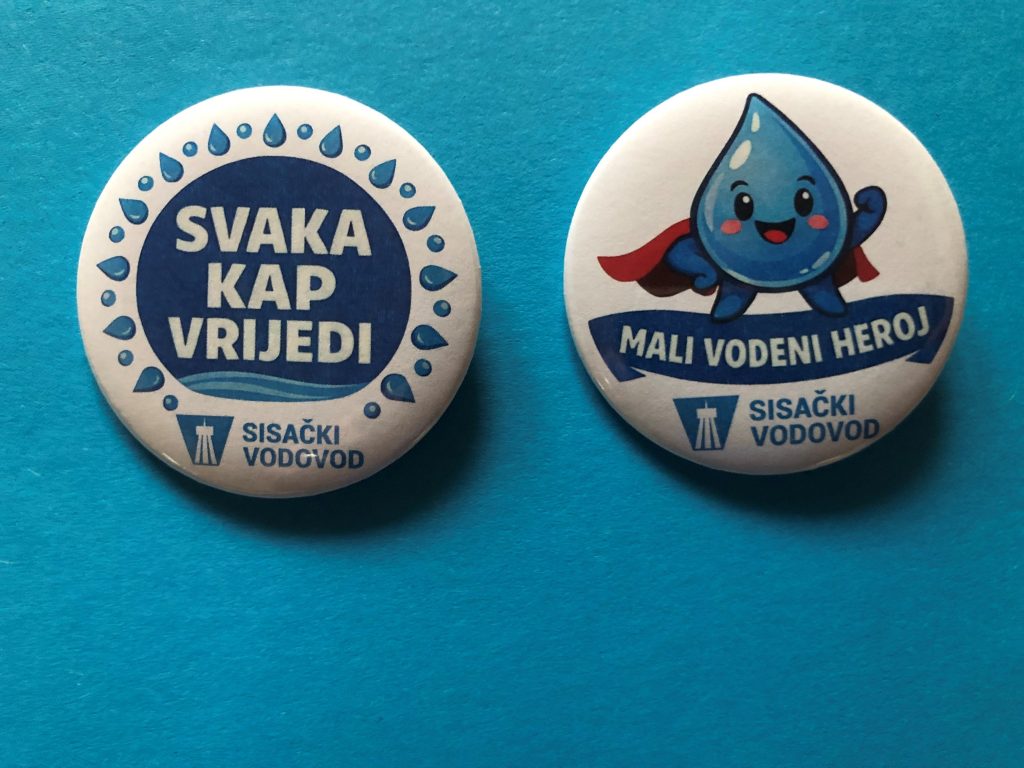 SVAKA
KAP
VRIJEDI
SISAČKI
VODOVOD
MALI VODENI HEROJ
SISAČKI
VODOVOD